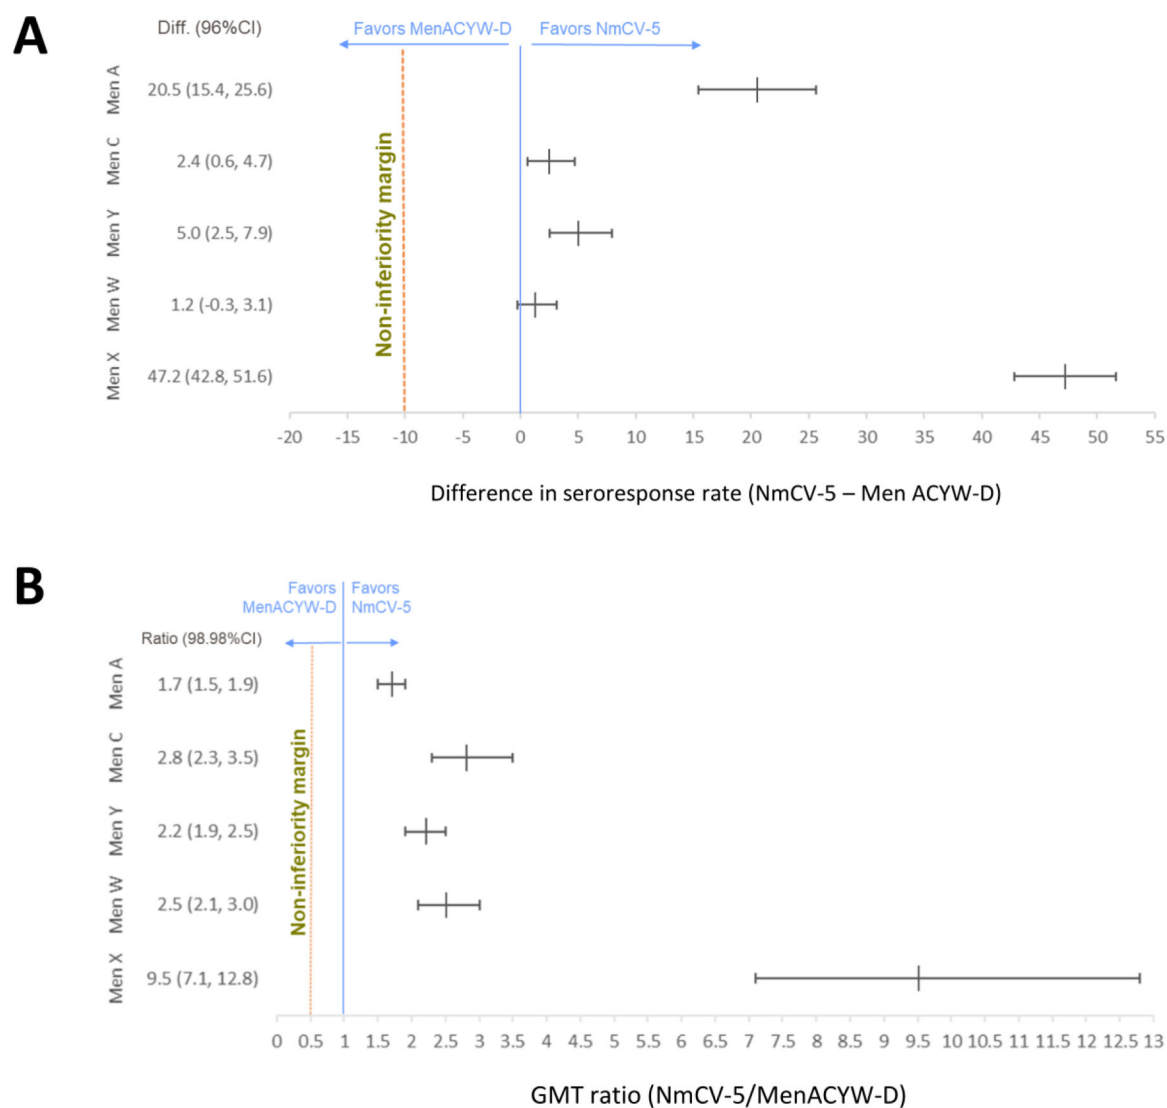 A
Diff. (96%CI)
Favors MenACYW-D
Favors NmCV-5
Men A
20.5 (15.4, 25.6)
Men C
2.4 (0.6, 4.7)
Men Y
5.0 (2.5, 7.9)
Men W
1.2 (-0.3, 3.1)
Men X
47.2 (42.8, 51.6)
Non-inferiority margin
-20 -15 -10 -5 0 5 10 15 20 25 30 35 40 45 50 55
Difference in seroresponse rate (NmCV-5 – Men ACYW-D)
B
Favors
MenACYW-D
Favors
NmCV-5
Ratio (98.98%CI)
Men A
1.7 (1.5, 1.9)
Men C
2.8 (2.3, 3.5)
Men Y
2.2 (1.9, 2.5)
Men W
2.5 (2.1, 3.0)
Men X
9.5 (7.1, 12.8)
Non-inferiority margin
0 0.5 1 1.5 2 2.5 3 3.5 4 4.5 5 5.5 6 6.5 7 7.5 8 8.5 9 9.5 10 10.5 11 11.5 12 12.5 13
GMT ratio (NmCV-5/MenACYW-D)